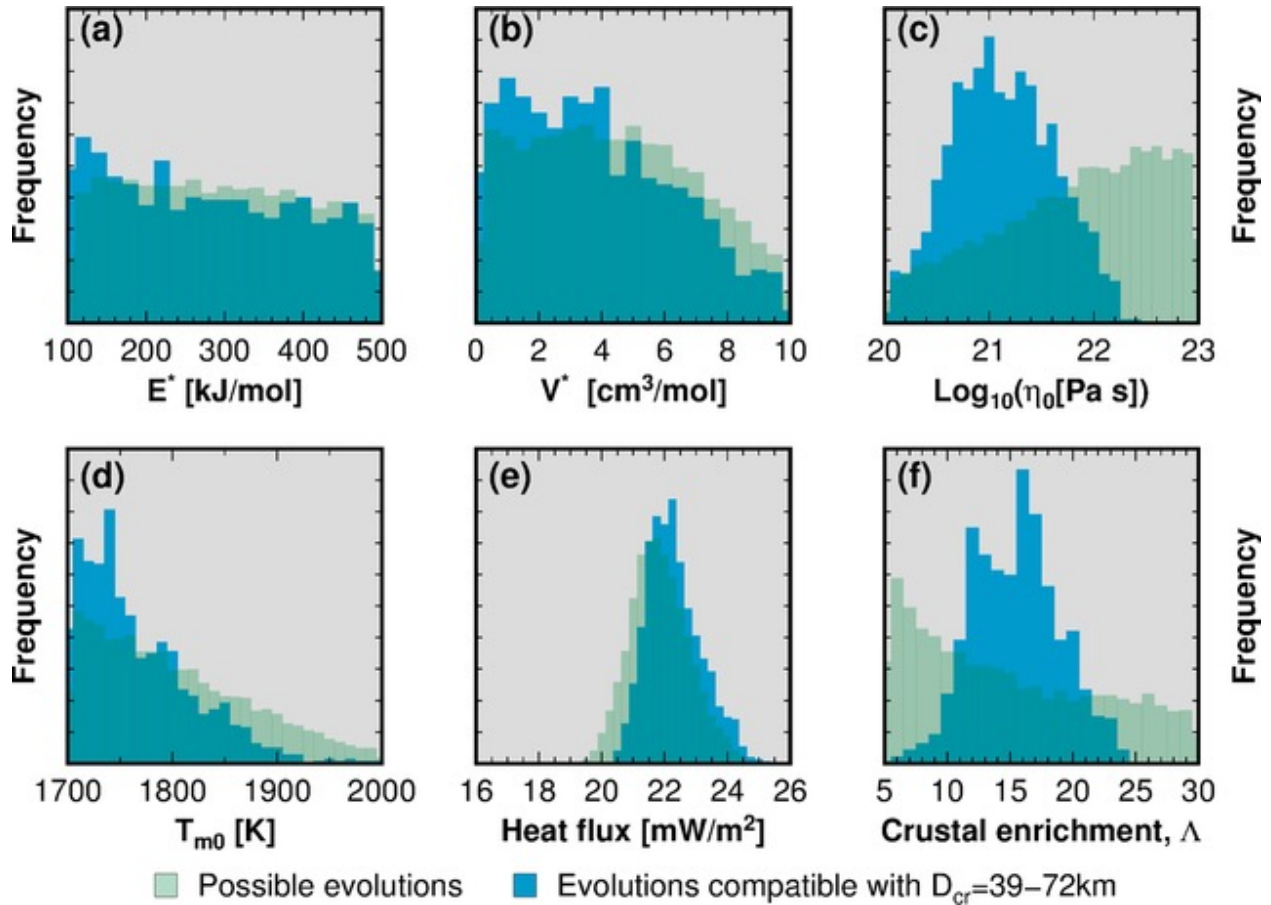 (a)
(b)
(c)
Frequency
Frequency
100 200 300 400 500
0 2 4 6 8 10
20 21 22 23
E* [kJ/mol]
V* [cm³/mol]
Log₁₀(η₀[Pa s])
(d)
(e)
(f)
Frequency
Frequency
1700 1800 1900 2000
16 18 20 22 24 26
5 10 15 20 25 30
Tₘ₀ [K]
Heat flux [mW/m²]
Crustal enrichment, Λ
Possible evolutions
Evolutions compatible with D_cr=39–72km